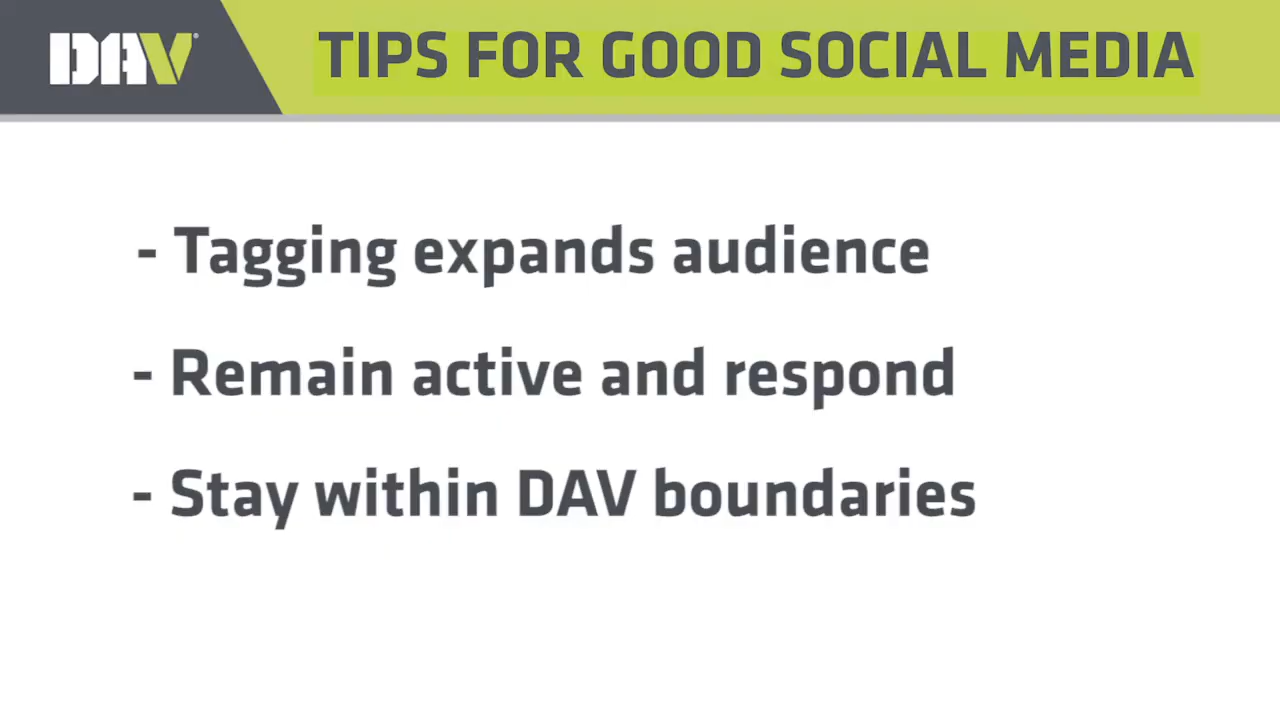 DAV®
TIPS FOR GOOD SOCIAL MEDIA
- Tagging expands audience
- Remain active and respond
- Stay within DAV boundaries